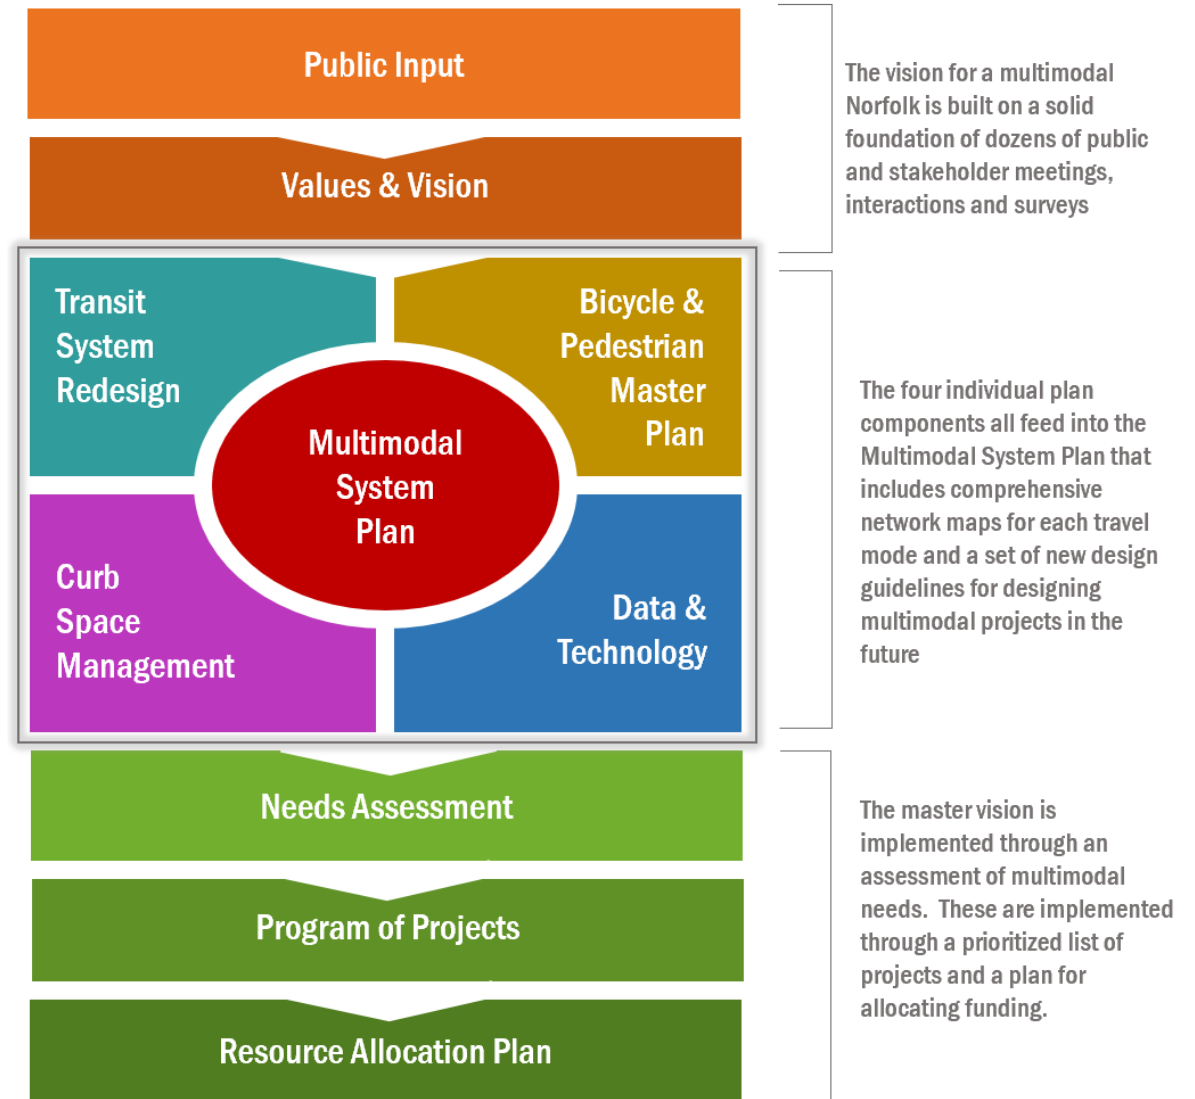 Public Input
The vision for a multimodal
Norfolk is built on a solid
foundation of dozens of public
and stakeholder meetings,
interactions and surveys
Values & Vision
Transit
System
Redesign
Bicycle &
Pedestrian
Master
Plan
Multimodal
System
Plan
Curb
Space
Management
Data &
Technology
The four individual plan
components all feed into the
Multimodal System Plan that
includes comprehensive
network maps for each travel
mode and a set of new design
guidelines for designing
multimodal projects in the
future
Needs Assessment
Program of Projects
Resource Allocation Plan
The master vision is
implemented through an
assessment of multimodal
needs.  These are implemented
through a prioritized list of
projects and a plan for
allocating funding.